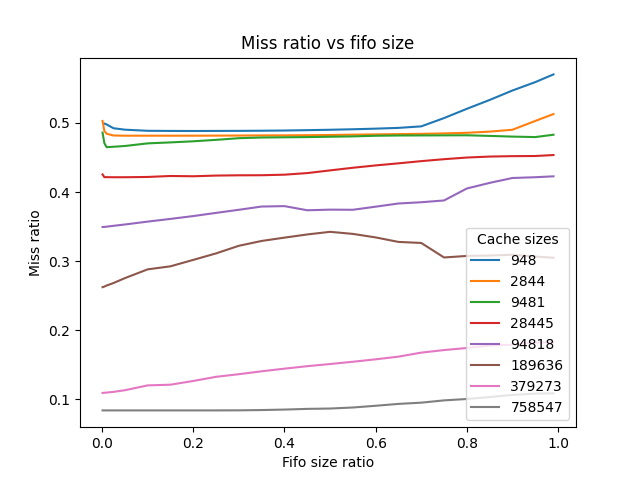 Miss ratio vs fifo size
Miss ratio
0.5
0.4
0.3
0.2
0.1
Cache sizes
948
2844
9481
28445
94818
189636
379273
758547
0.0 0.2 0.4 0.6 0.8 1.0
Fifo size ratio